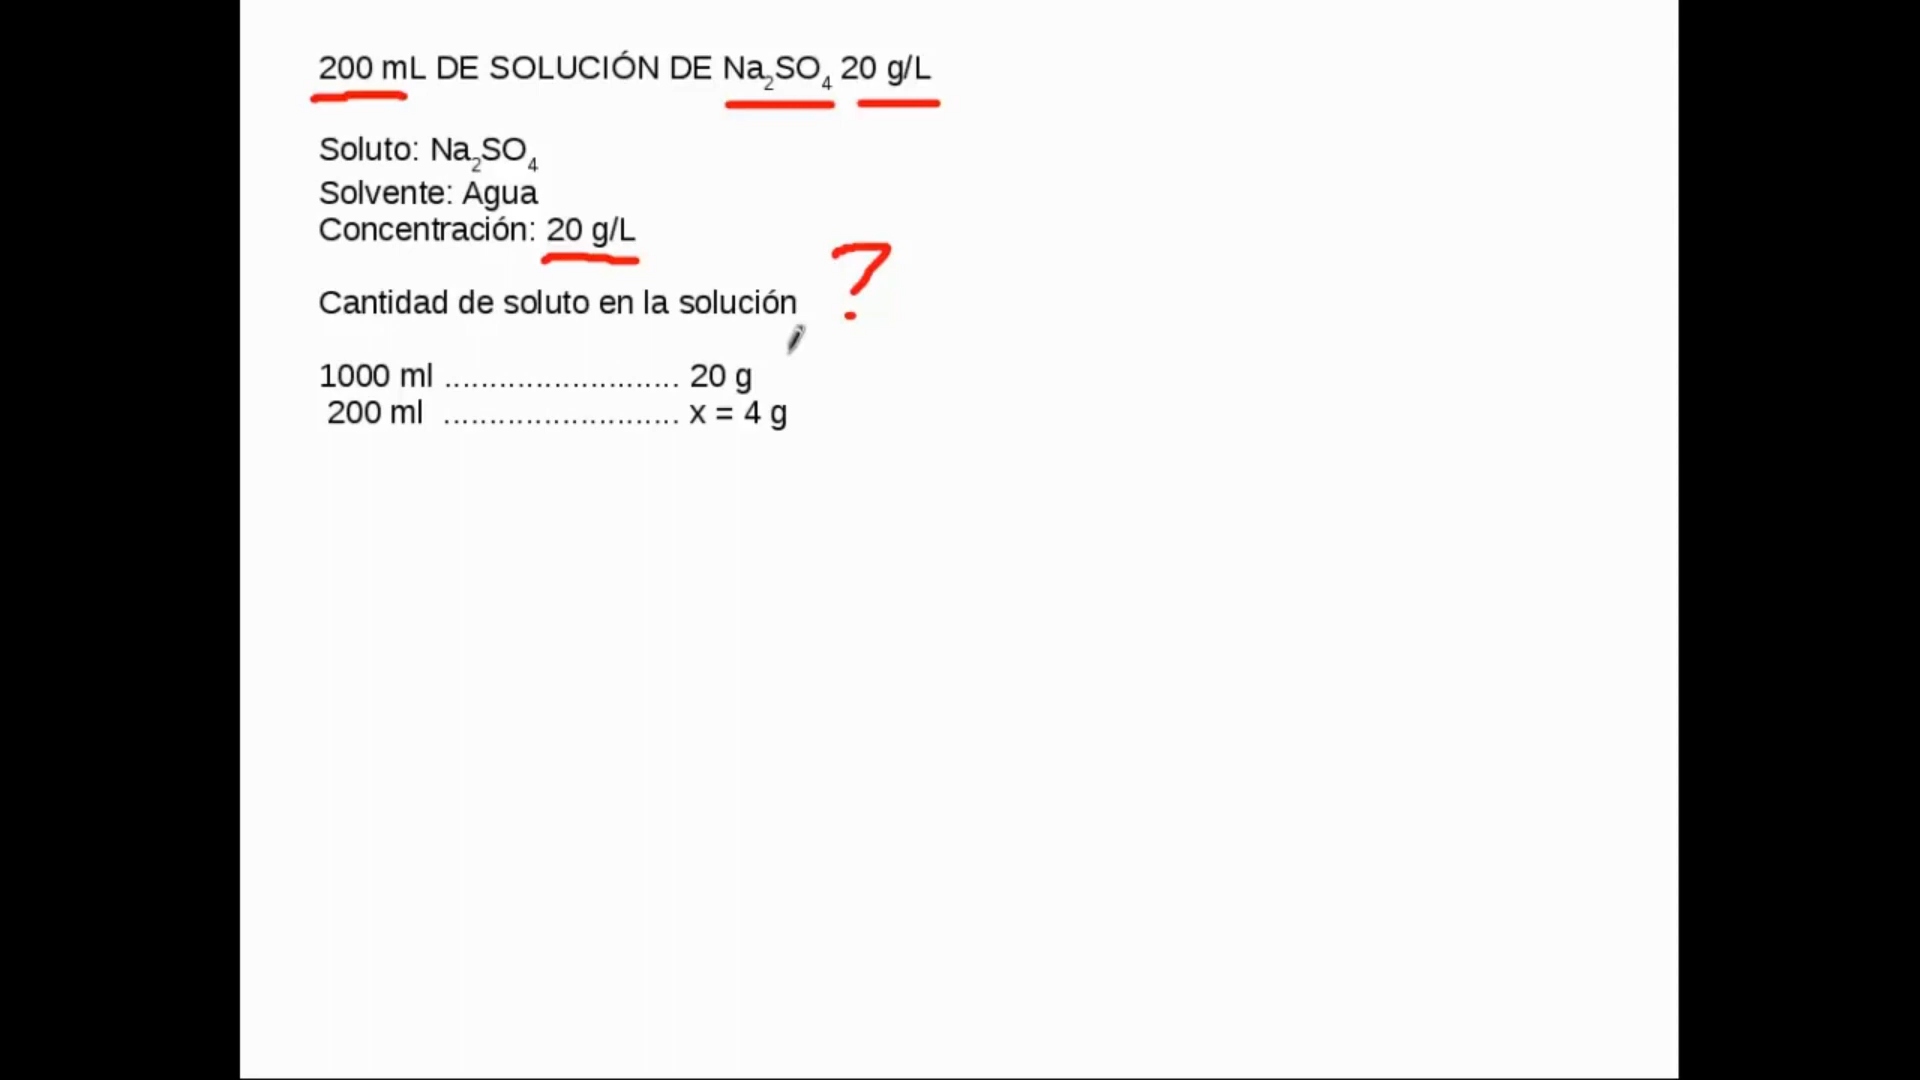 200 mL DE SOLUCIÓN DE Na₂SO₄ 20 g/L
Soluto: Na₂SO₄
Solvente: Agua
Concentración: 20 g/L
Cantidad de soluto en la solución ?
1000 ml .......................... 20 g
200 ml .......................... x = 4 g